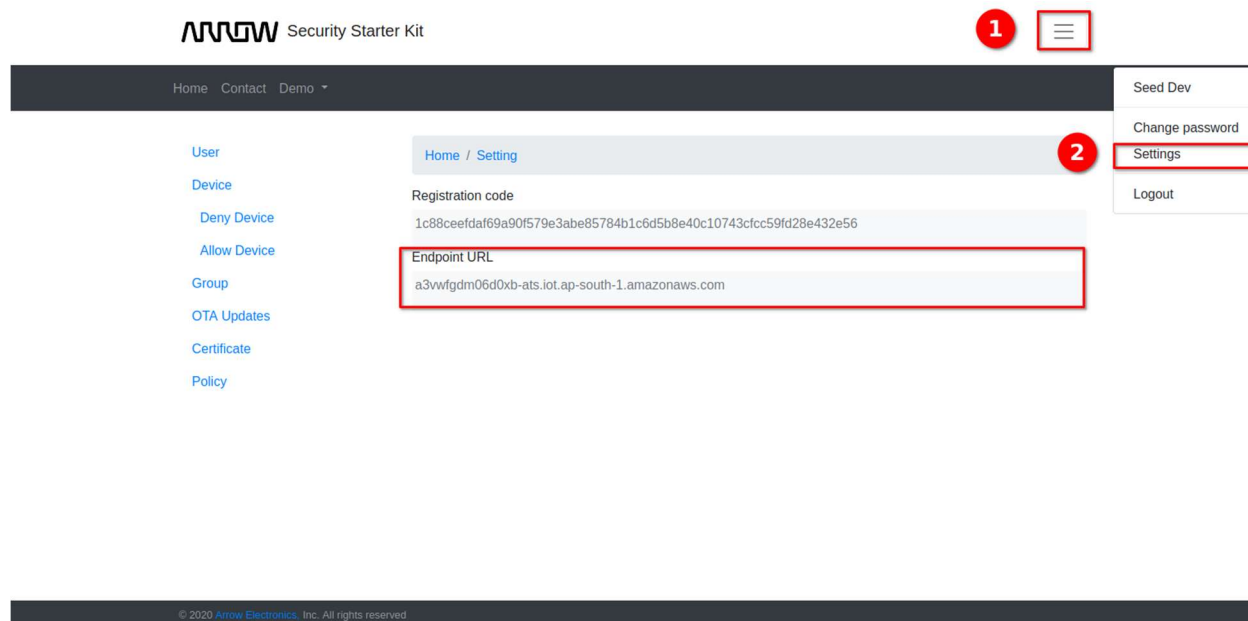 ARROW Security Starter Kit
1
Home Contact Demo
Seed Dev
Change password
2
Settings
Logout
User
Device
Deny Device
Allow Device
Group
OTA Updates
Certificate
Policy
Home / Setting
Registration code
1c88ceefdaf69a90f579e3abe85784b1c6d5b8e40c10743cfcc59fd28e432e56
Endpoint URL
a3vwfgdm06d0xb-ats.iot.ap-south-1.amazonaws.com
© 2020 Arrow Electronics, Inc. All rights reserved